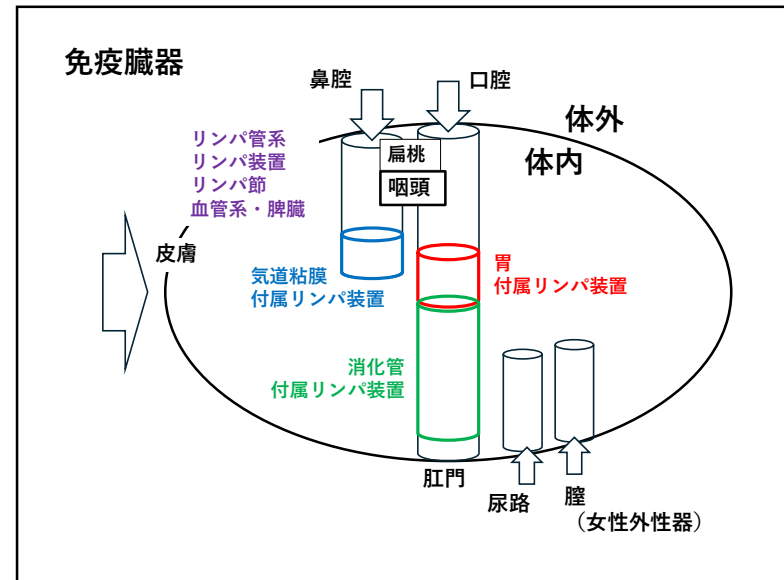 免疫臓器
鼻腔
口腔
体外
体内
リンパ管系
リンパ装置
リンパ節
血管系・脾臓
扁桃
咽頭
皮膚
気道粘膜
付属リンパ装置
胃
付属リンパ装置
消化管
付属リンパ装置
肛門
尿路
膣
（女性外性器）